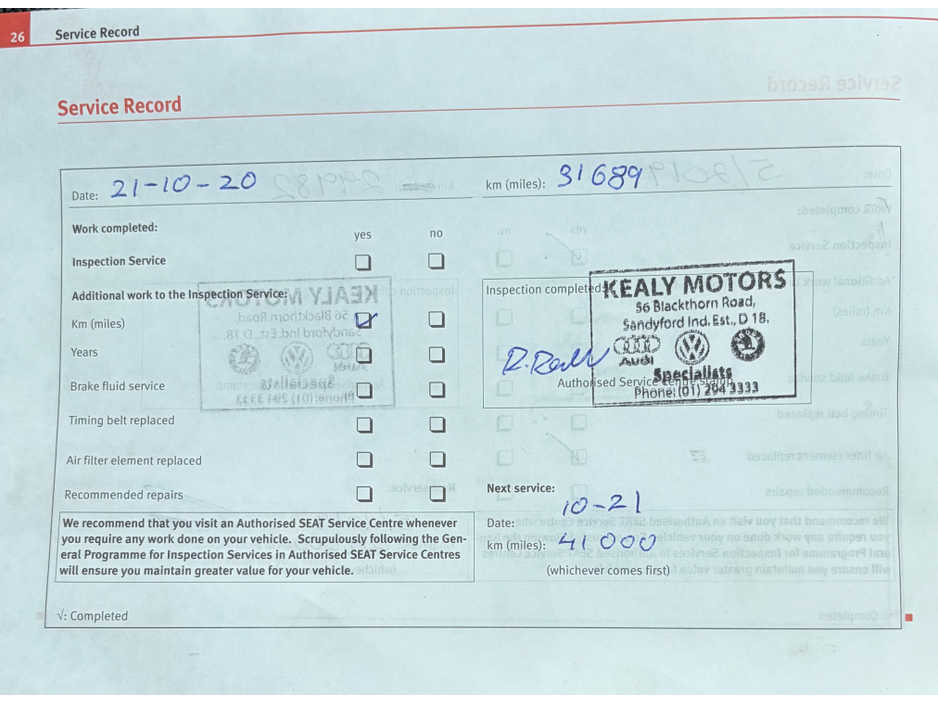 26 Service Record
Service Record
Date: 21-10-20 km (miles): 31689
Work completed:
yes no
Inspection Service
Additional work to the Inspection Service:
Km (miles)
Years
Brake fluid service
Timing belt replaced
Air filter element replaced
Recommended repairs
We recommend that you visit an Authorised SEAT Service Centre whenever
you require any work done on your vehicle. Scrupulously following the Gen-
eral Programme for Inspection Services in Authorised SEAT Service Centres
will ensure you maintain greater value for your vehicle.
√: Completed
Inspection completed
KEALY MOTORS
56 Blackthorn Road,
Sandyford Ind. Est., D 18.
Audi
Specialists
Phone: (01) 294 3333
Authorised Service Centre stamp
Next service:
Date: 10-21
km (miles): 41 000
(whichever comes first)